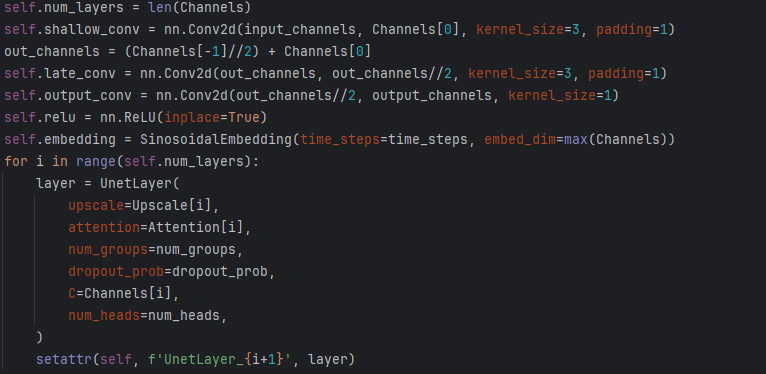 self.num_layers = len(Channels)
self.shallow_conv = nn.Conv2d(input_channels, Channels[0], kernel_size=3, padding=1)
out_channels = (Channels[-1]//2) + Channels[0]
self.late_conv = nn.Conv2d(out_channels, out_channels//2, kernel_size=3, padding=1)
self.output_conv = nn.Conv2d(out_channels//2, output_channels, kernel_size=1)
self.relu = nn.ReLU(inplace=True)
self.embedding = SinosoidalEmbedding(time_steps=time_steps, embed_dim=max(Channels))
for i in range(self.num_layers):
    layer = UnetLayer(
        upscale=Upscale[i],
        attention=Attention[i],
        num_groups=num_groups,
        dropout_prob=dropout_prob,
        C=Channels[i],
        num_heads=num_heads,
    )
    setattr(self, f'UnetLayer_{i+1}', layer)